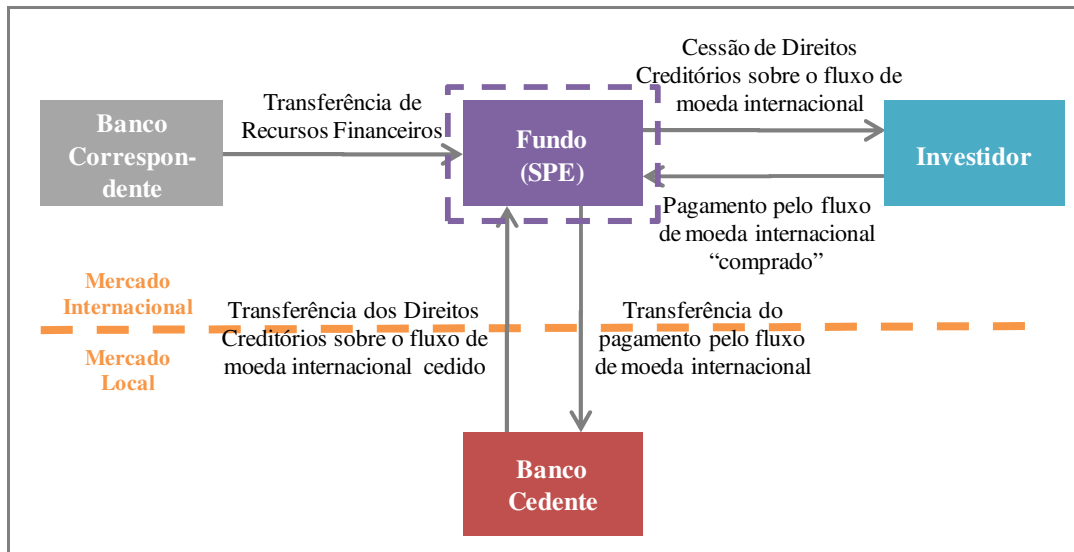 Cessão de Direitos
Creditórios sobre o fluxo de
moeda internacional
Transferência de
Recursos Financeiros
Banco
Correspon-
dente
Fundo
(SPE)
Investidor
Pagamento pelo fluxo
de moeda internacional
“comprado”
Mercado
Internacional
Transferência dos Direitos
Creditórios sobre o fluxo de
moeda internacional cedido
Transferência do
pagamento pelo fluxo
de moeda internacional
Mercado
Local
Banco
Cedente